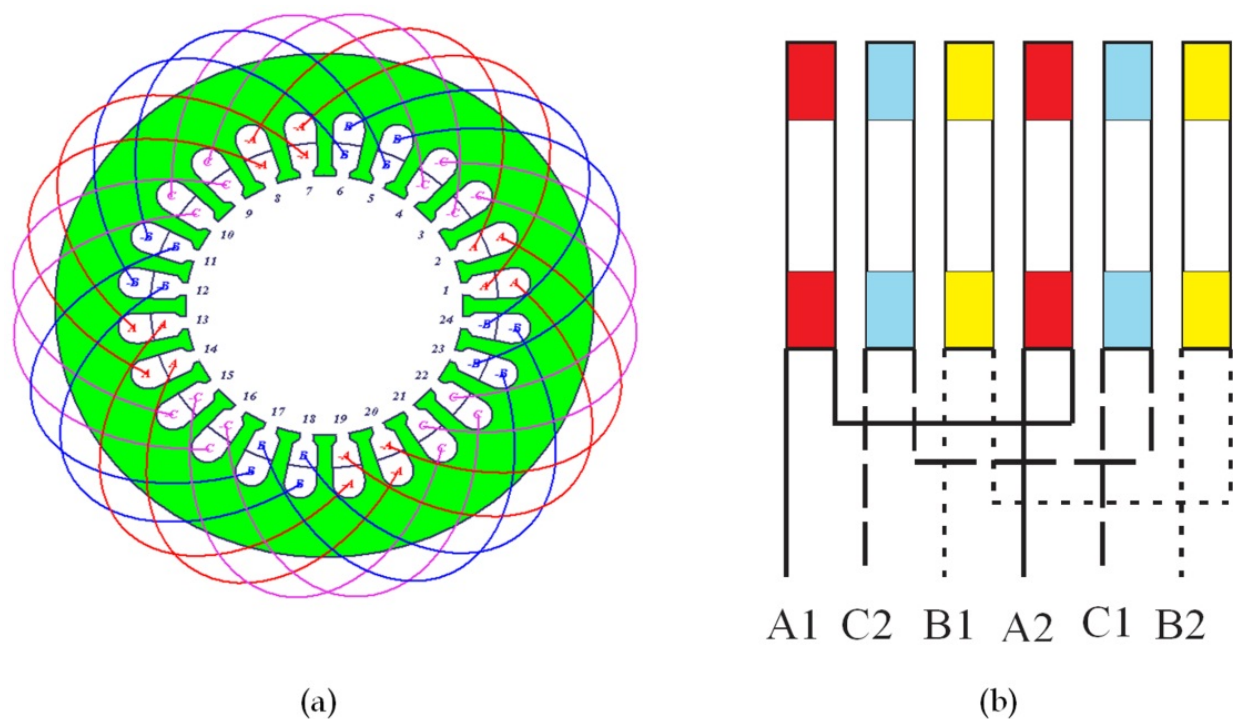 -A B
-A B
-A B
C -A B -C
C -C
9 8 7 6 5 4
C -C
C 10 3 -C
-B -B 11 2 A A
-B -B 12 1 A A
13 24
A A 14 23 -B -B
A A 15 22 -B -B
-C 16 21 C
-C 17 18 19 20 C
-C C
-C B B -A -A C
B B -A -A
A1 C2 B1 A2 C1 B2
(a) (b)